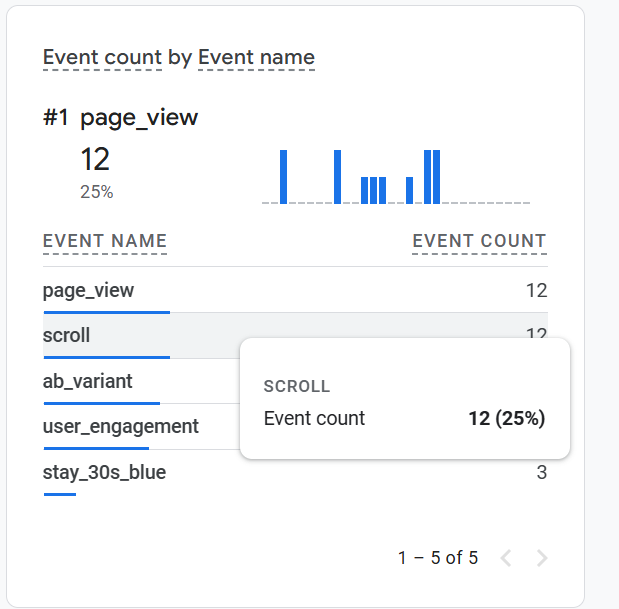 Event count by Event name
#1 page_view
12
25%
EVENT NAME EVENT COUNT
page_view 12
scroll 12
SCROLL
Event count 12 (25%)
ab_variant
user_engagement
stay_30s_blue 3
1 – 5 of 5